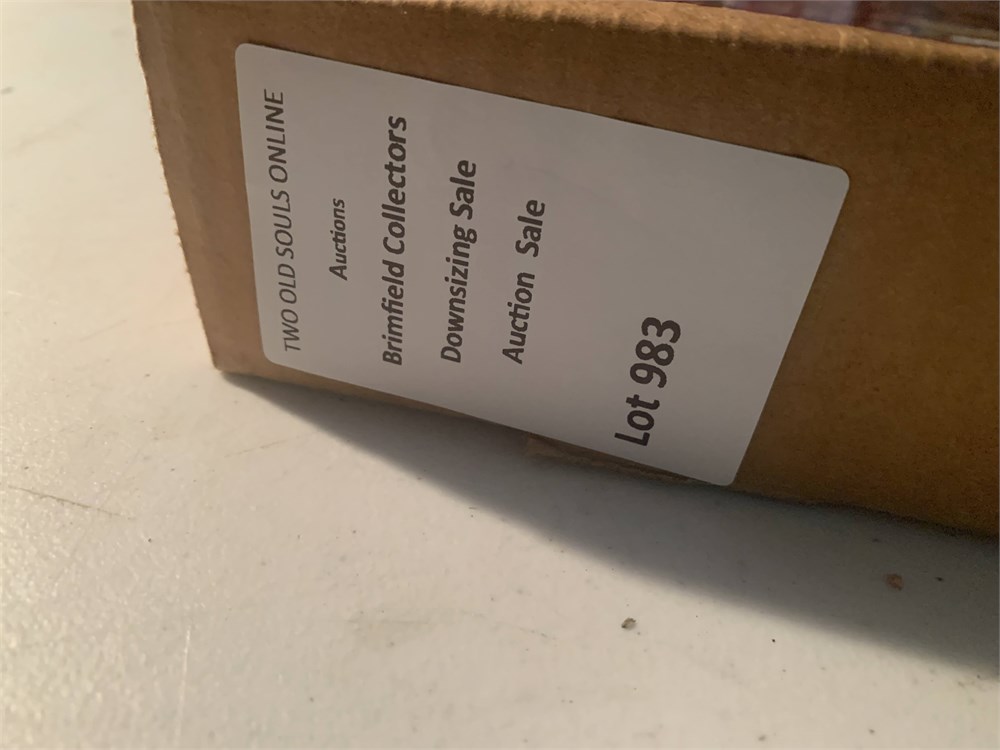 TWO OLD SOULS ONLINE
Auctions
Brimfield Collectors
Downsizing Sale
Auction Sale
Lot 983